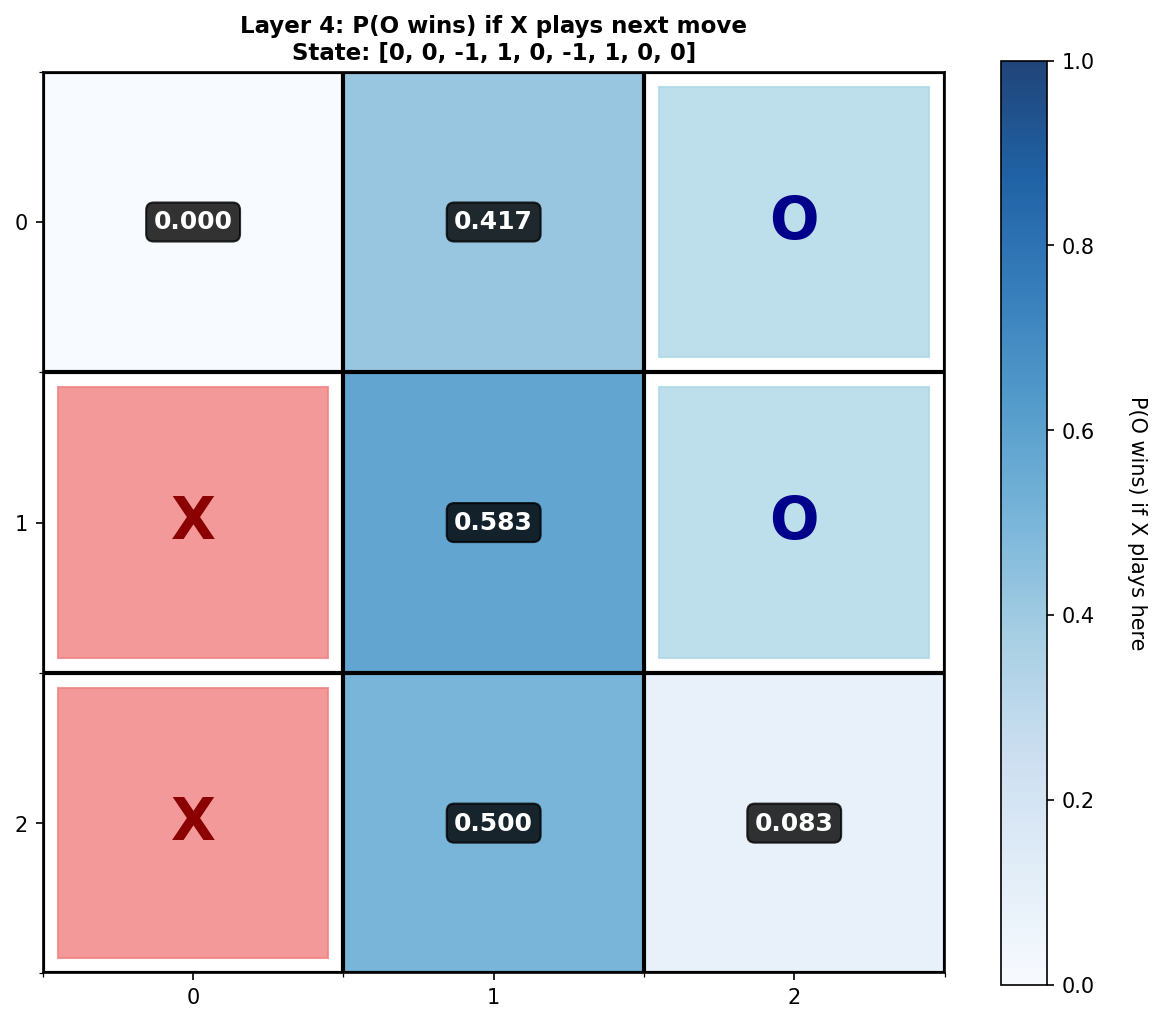 Layer 4: P(O wins) if X plays next move
State: [0, 0, -1, 1, 0, -1, 1, 0, 0]
0 0.000 0.417 O
1 X 0.583 O
2 X 0.500 0.083
0 1 2
1.0
0.8
0.6
0.4
0.2
0.0
P(O wins) if X plays here